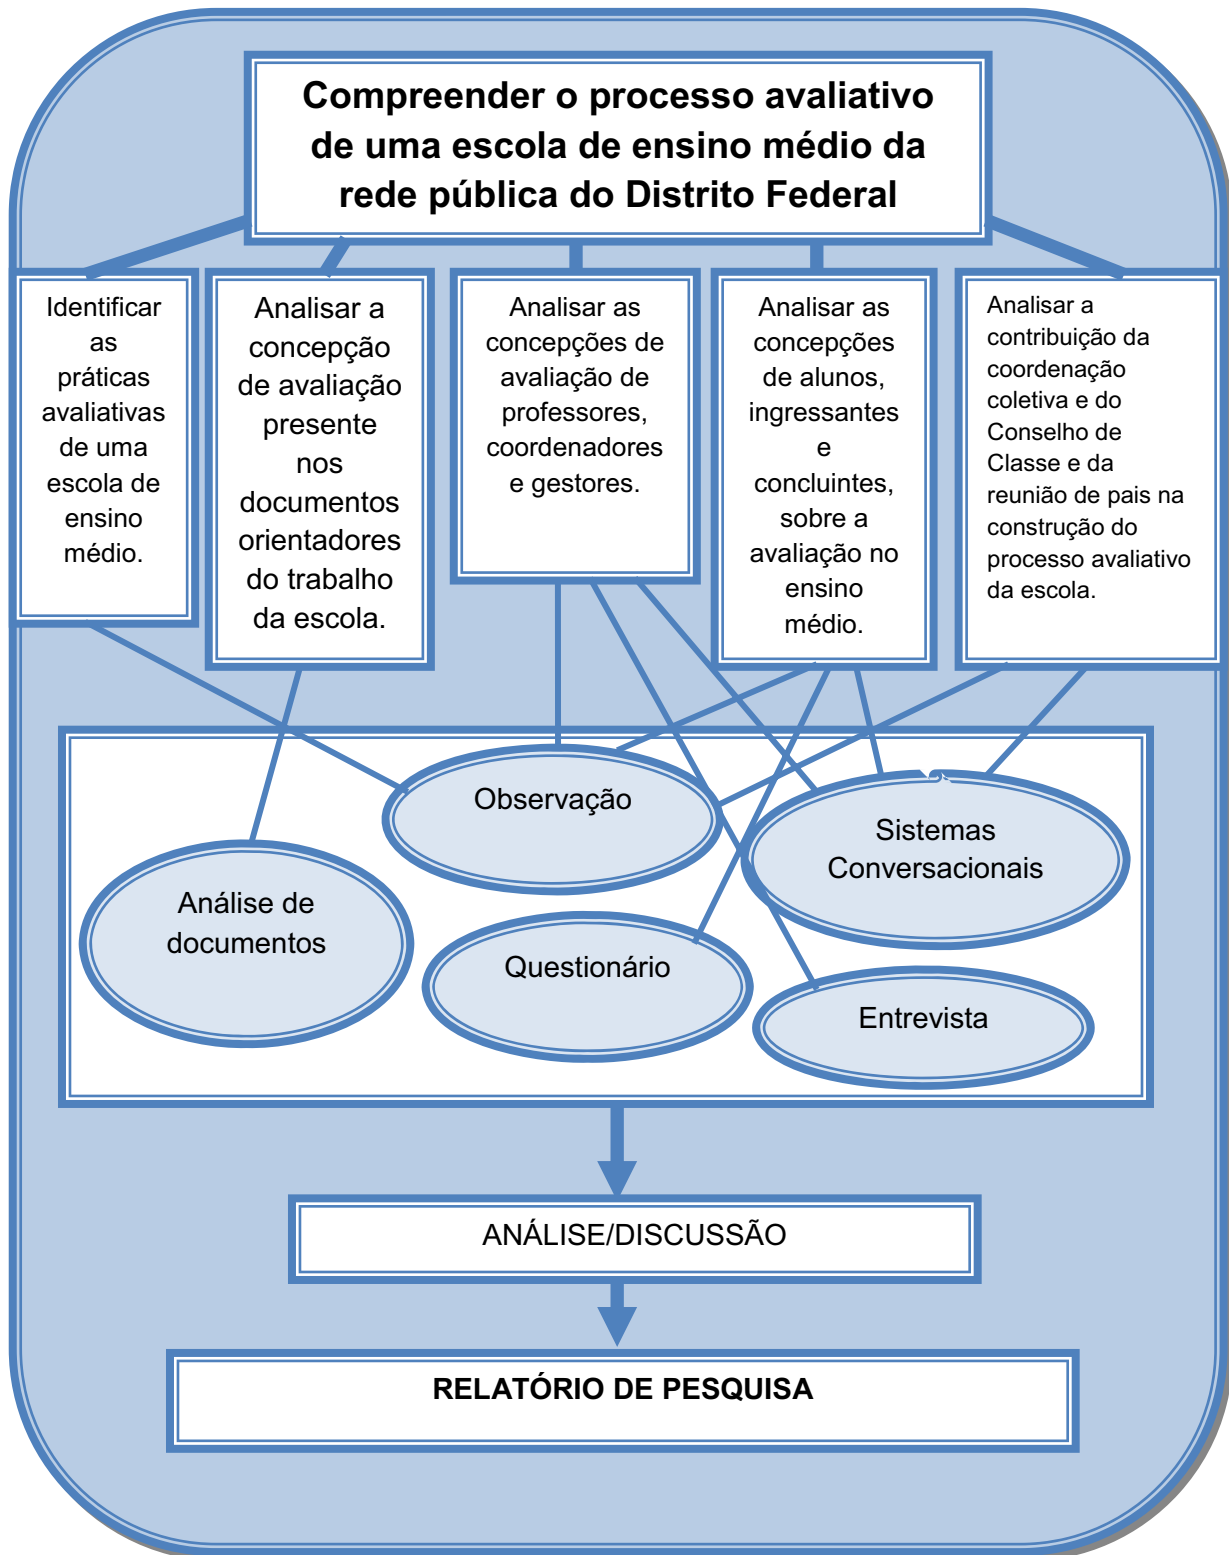 Compreender o processo avaliativo
de uma escola de ensino médio da
rede pública do Distrito Federal
Identificar
as
práticas
avaliativas
de uma
escola de
ensino
médio.
Analisar a
concepção
de avaliação
presente
nos
documentos
orientadores
do trabalho
da escola.
Analisar as
concepções de
avaliação de
professores,
coordenadores
e gestores.
Analisar as
concepções
de alunos,
ingressantes
e
concluintes,
sobre a
avaliação no
ensino
médio.
Analisar a
contribuição da
coordenação
coletiva e do
Conselho de
Classe e da
reunião de pais na
construção do
processo avaliativo
da escola.
Observação
Sistemas
Conversacionais
Análise de
documentos
Questionário
Entrevista
ANÁLISE/DISCUSSÃO
RELATÓRIO DE PESQUISA